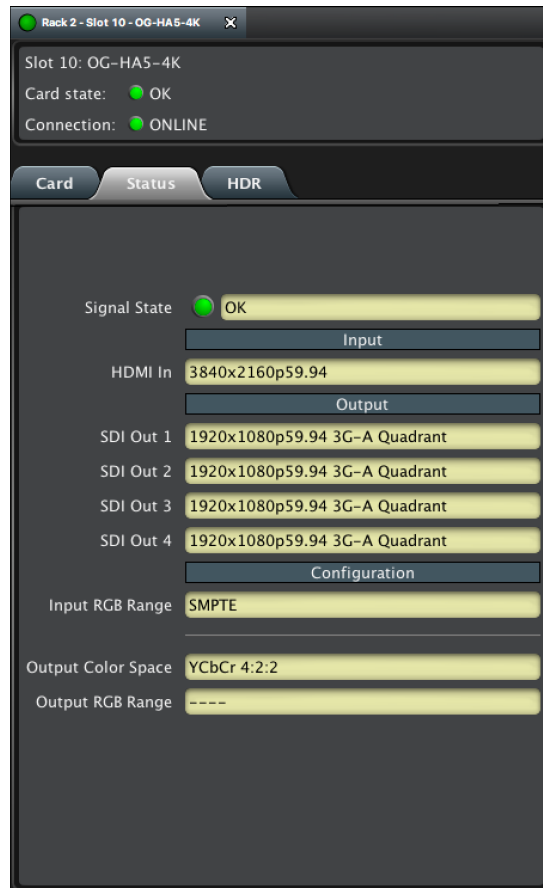 Rack 2 - Slot 10 - OG-HA5-4K X
Slot 10: OG-HA5-4K
Card state: OK
Connection: ONLINE
Card Status HDR
Signal State OK
Input
HDMI In 3840x2160p59.94
Output
SDI Out 1 1920x1080p59.94 3G-A Quadrant
SDI Out 2 1920x1080p59.94 3G-A Quadrant
SDI Out 3 1920x1080p59.94 3G-A Quadrant
SDI Out 4 1920x1080p59.94 3G-A Quadrant
Configuration
Input RGB Range SMPTE
Output Color Space YCbCr 4:2:2
Output RGB Range ----